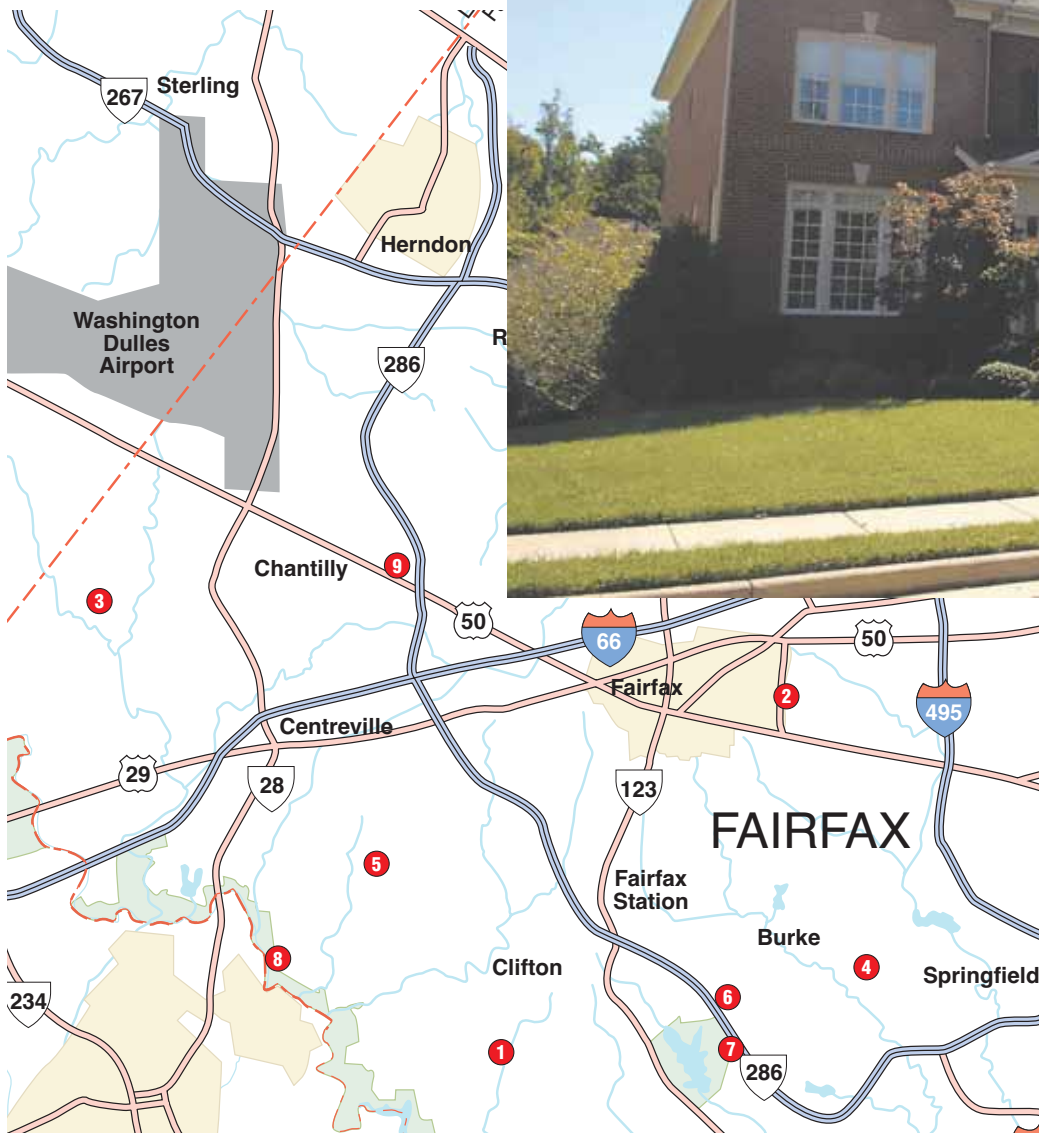 Sterling
267
Herndon
Washington
Dulles
Airport
R
286
Chantilly
9
3
50
66
50
Fairfax
2
495
Centreville
29
28
123
FAIRFAX
5
Fairfax
Station
Burke
8
Clifton
4
Springfield
234
6
1
7
286